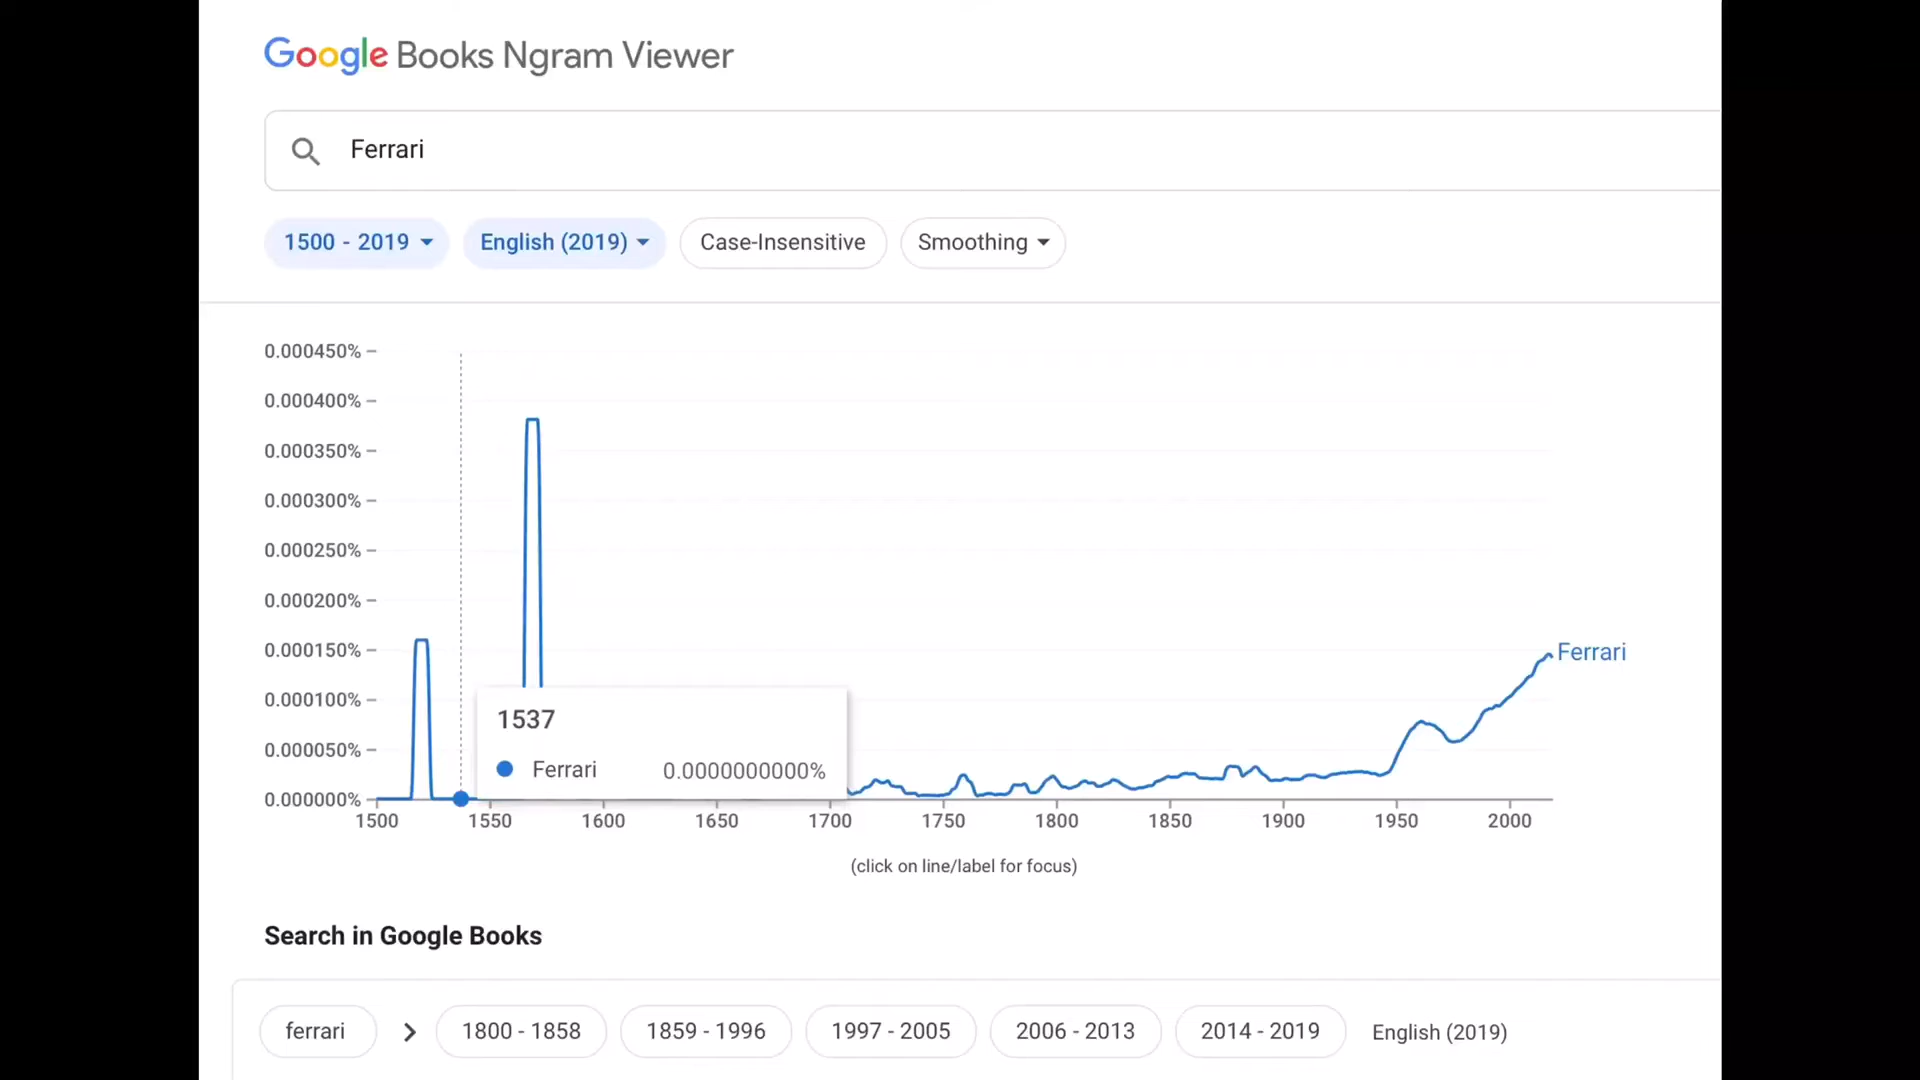 Google Books Ngram Viewer
Ferrari
1500 - 2019 English (2019) Case-Insensitive Smoothing
0.000450%
0.000400%
0.000350%
0.000300%
0.000250%
0.000200%
0.000150%
Ferrari
0.000100%
0.000050%
0.000000%
1537
Ferrari 0.0000000000%
1500 1550 1600 1650 1700 1750 1800 1850 1900 1950 2000
(click on line/label for focus)
Search in Google Books
ferrari 1800 - 1858 1859 - 1996 1997 - 2005 2006 - 2013 2014 - 2019 English (2019)